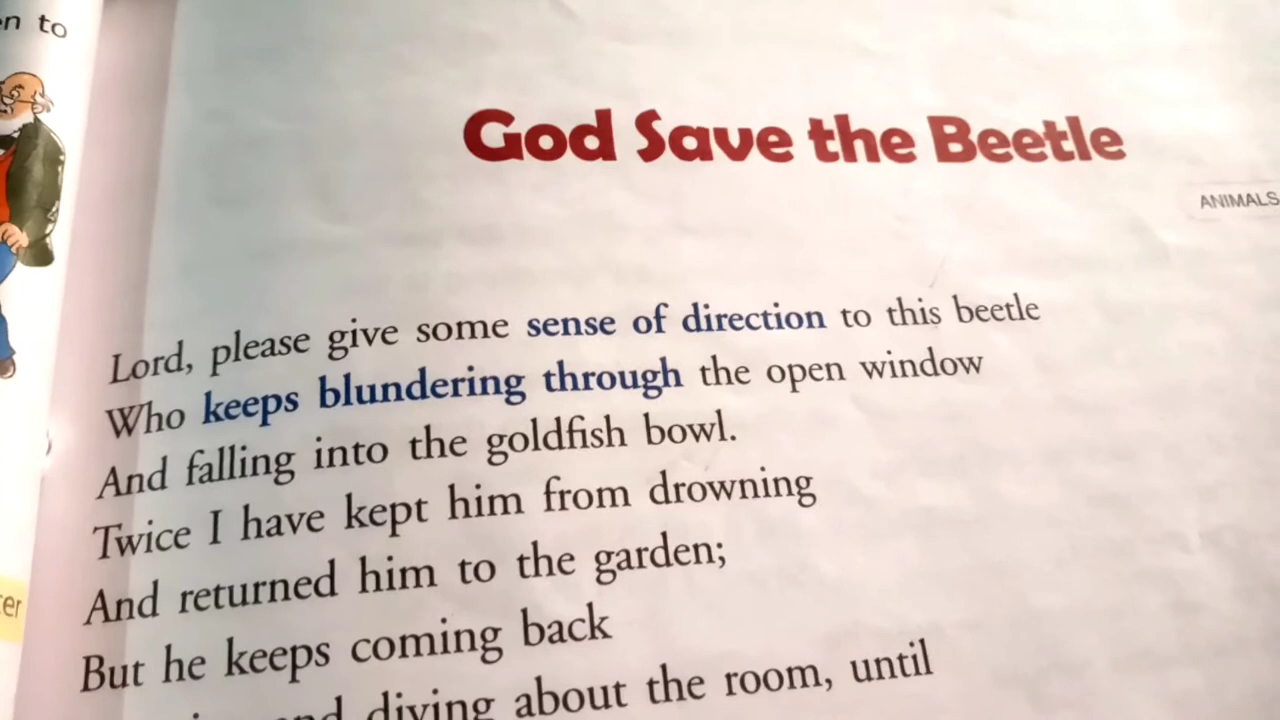 to
God Save the Beetle
ANIMALS
Lord, please give some sense of direction to this beetle
Who keeps blundering through the open window
And falling into the goldfish bowl.
Twice I have kept him from drowning
And returned him to the garden;
But he keeps coming back
diving about the room, until